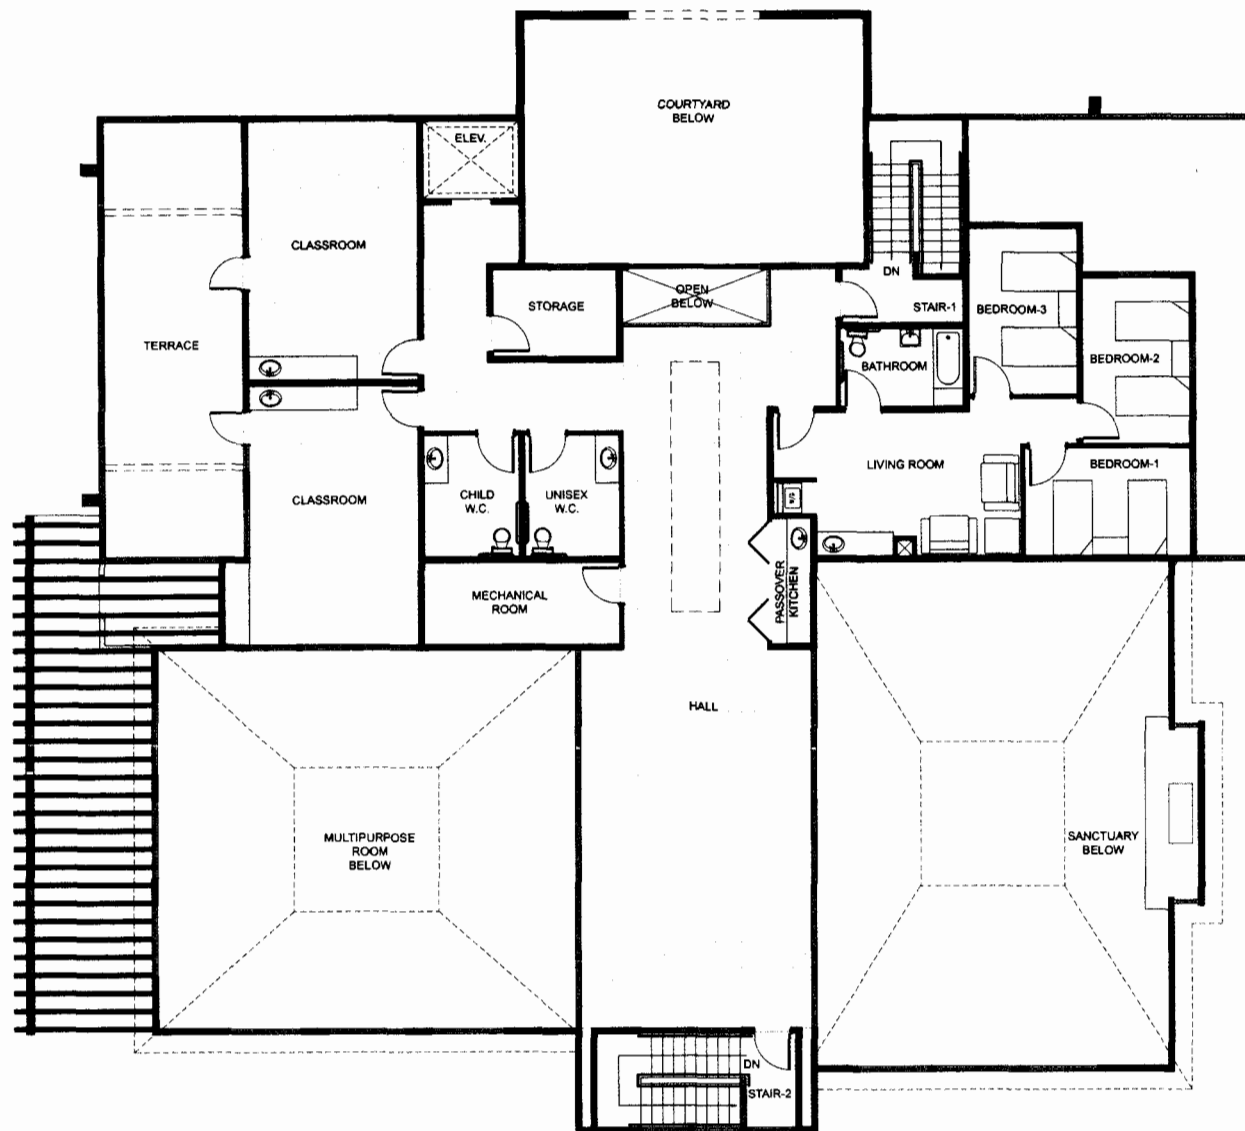 COURTYARD
BELOW
ELEV.
CLASSROOM
OPEN
BELOW
DN
STAIR-1
STORAGE
BEDROOM-3
TERRACE
BATHROOM
BEDROOM-2
LIVING ROOM
BEDROOM-1
CLASSROOM
CHILD
W.C.
UNISEX
W.C.
PASSOVER
KITCHEN
MECHANICAL
ROOM
HALL
MULTIPURPOSE
ROOM
BELOW
SANCTUARY
BELOW
DN
STAIR-2